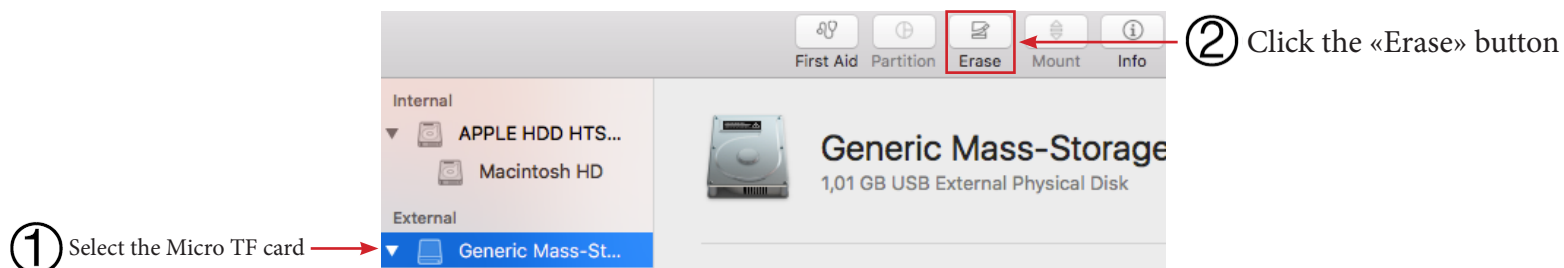 First Aid Partition Erase Mount Info
② Click the «Erase» button
Internal
APPLE HDD HTS...
Macintosh HD
Generic Mass-Storage
1,01 GB USB External Physical Disk
External
① Select the Micro TF card
Generic Mass-St...